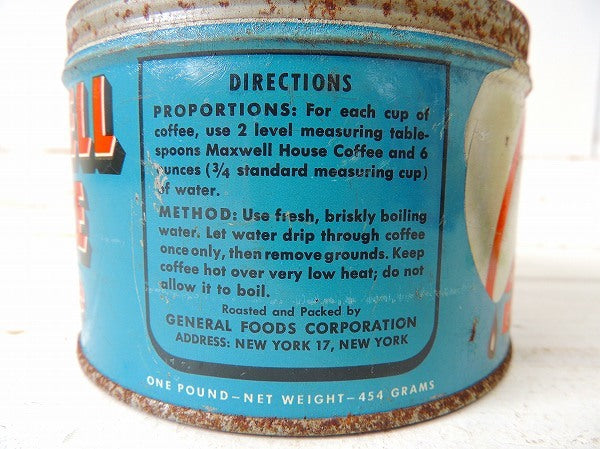 DIRECTIONS
PROPORTIONS: For each cup of
coffee, use 2 level measuring table-
spoons Maxwell House Coffee and 6
ounces (3/4 standard measuring cup)
of water.
METHOD: Use fresh, briskly boiling
water. Let water drip through coffee
once only, then remove grounds. Keep
coffee hot over very low heat; do not
allow it to boil.
Roasted and Packed by
GENERAL FOODS CORPORATION
ADDRESS: NEW YORK 17, NEW YORK
ONE POUND–NET WEIGHT–454 GRAMS